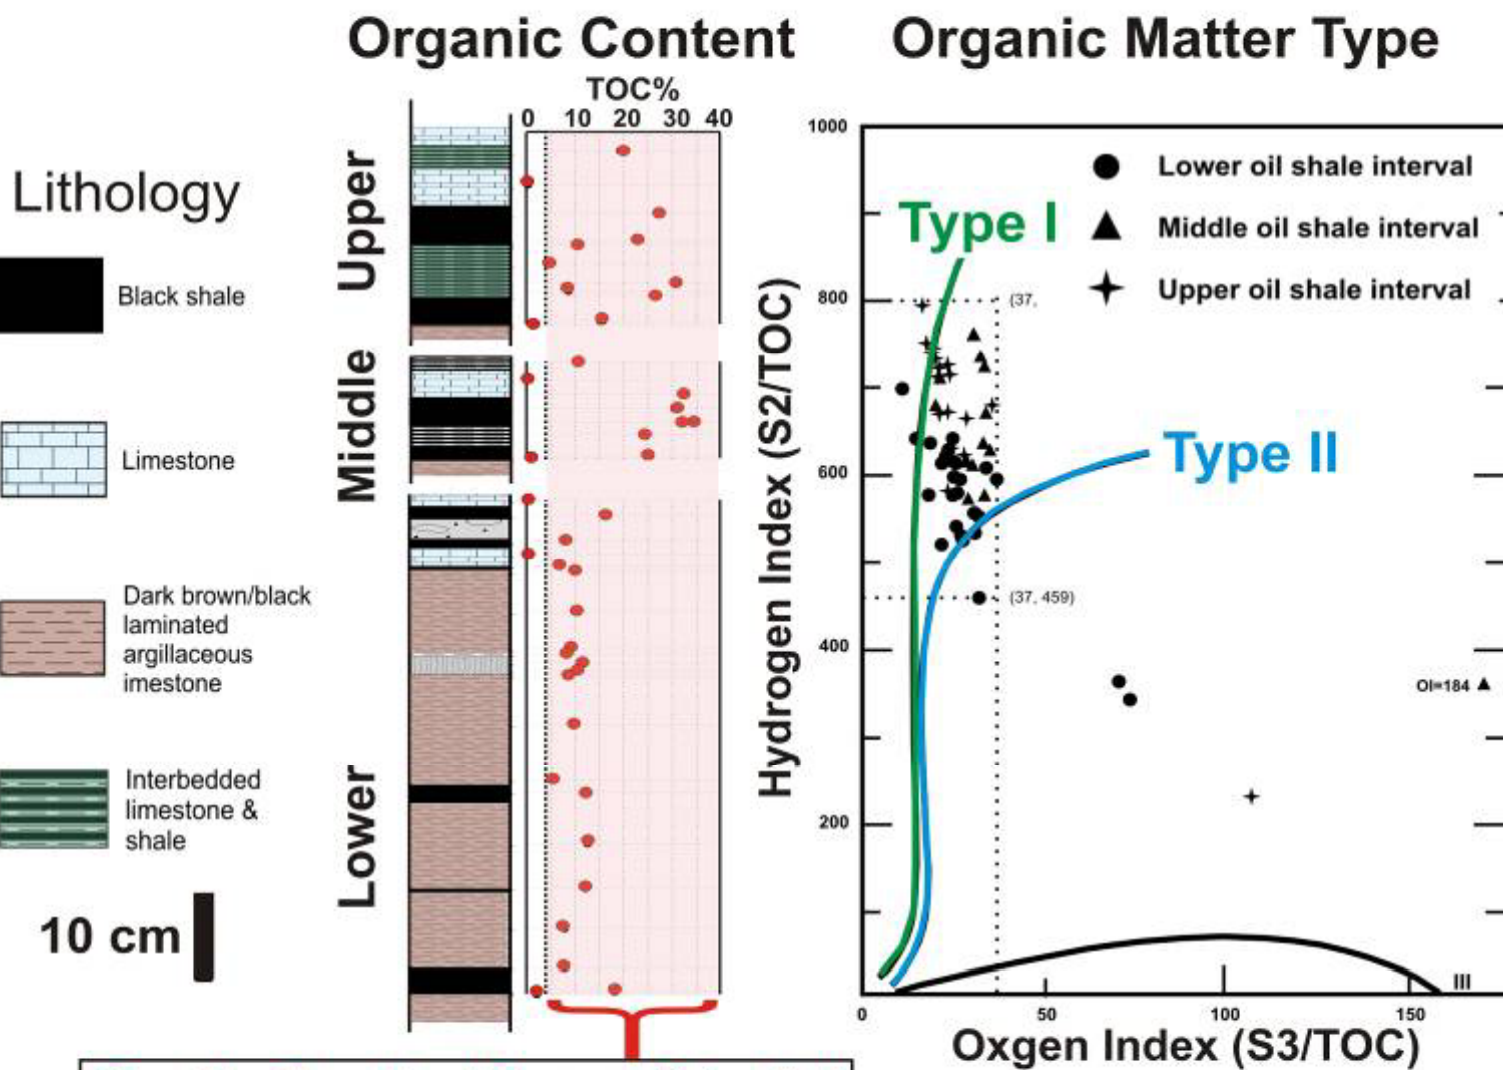 Organic Content
Organic Matter Type
TOC%
0 10 20 30 40
Lithology
Black shale
Limestone
Dark brown/black
laminated
argillaceous
imestone
Interbedded
limestone &
shale
10 cm
Upper
Middle
Lower
Hydrogen Index (S2/TOC)
1000
800
600
400
200
Lower oil shale interval
Middle oil shale interval
Upper oil shale interval
Type I
Type II
(37,
(37, 459)
OI=184
III
0 50 100 150
Oxgen Index (S3/TOC)